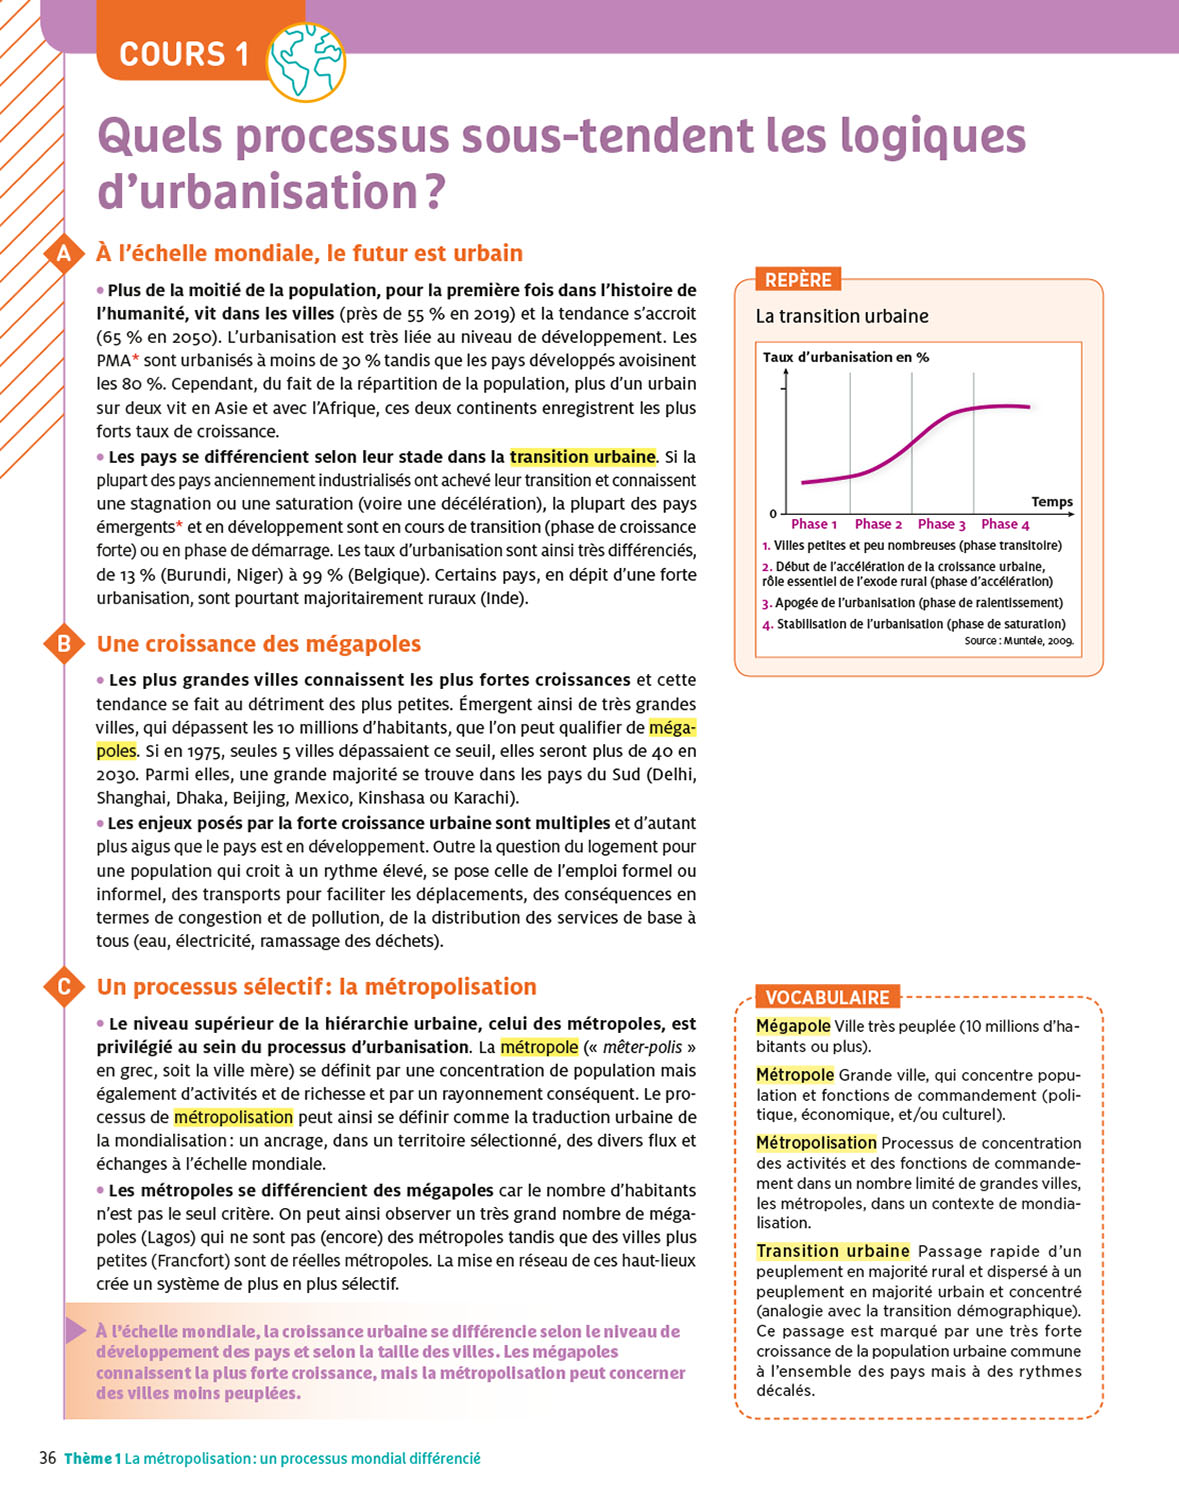 COURS 1
Quels processus sous-tendent les logiques
d'urbanisation ?
A À l'échelle mondiale, le futur est urbain
• Plus de la moitié de la population, pour la première fois dans l'histoire de
l'humanité, vit dans les villes (près de 55 % en 2019) et la tendance s'accroit
(65 % en 2050). L'urbanisation est très liée au niveau de développement. Les
PMA* sont urbanisés à moins de 30 % tandis que les pays développés avoisinent
les 80 %. Cependant, du fait de la répartition de la population, plus d'un urbain
sur deux vit en Asie et avec l'Afrique, ces deux continents enregistrent les plus
forts taux de croissance.
• Les pays se différencient selon leur stade dans la transition urbaine. Si la
plupart des pays anciennement industrialisés ont achevé leur transition et connaissent
une stagnation ou une saturation (voire une décélération), la plupart des pays
émergents* et en développement sont en cours de transition (phase de croissance
forte) ou en phase de démarrage. Les taux d'urbanisation sont ainsi très différenciés,
de 13 % (Burundi, Niger) à 99 % (Belgique). Certains pays, en dépit d'une forte
urbanisation, sont pourtant majoritairement ruraux (Inde).
B Une croissance des mégapoles
• Les plus grandes villes connaissent les plus fortes croissances et cette
tendance se fait au détriment des plus petites. Émergent ainsi de très grandes
villes, qui dépassent les 10 millions d'habitants, que l'on peut qualifier de méga-
poles. Si en 1975, seules 5 villes dépassaient ce seuil, elles seront plus de 40 en
2030. Parmi elles, une grande majorité se trouve dans les pays du Sud (Delhi,
Shanghai, Dhaka, Beijing, Mexico, Kinshasa ou Karachi).
• Les enjeux posés par la forte croissance urbaine sont multiples et d'autant
plus aigus que le pays est en développement. Outre la question du logement pour
une population qui croit à un rythme élevé, se pose celle de l'emploi formel ou
informel, des transports pour faciliter les déplacements, des conséquences en
termes de congestion et de pollution, de la distribution des services de base à
tous (eau, électricité, ramassage des déchets).
C Un processus sélectif : la métropolisation
• Le niveau supérieur de la hiérarchie urbaine, celui des métropoles, est
privilégié au sein du processus d'urbanisation. La métropole (« mêter-polis »
en grec, soit la ville mère) se définit par une concentration de population mais
également d'activités et de richesse et par un rayonnement conséquent. Le pro-
cessus de métropolisation peut ainsi se définir comme la traduction urbaine de
la mondialisation : un ancrage, dans un territoire sélectionné, des divers flux et
échanges à l'échelle mondiale.
• Les métropoles se différencient des mégapoles car le nombre d'habitants
n'est pas le seul critère. On peut ainsi observer un très grand nombre de méga-
poles (Lagos) qui ne sont pas (encore) des métropoles tandis que des villes plus
petites (Francfort) sont de réelles métropoles. La mise en réseau de ces haut-lieux
crée un système de plus en plus sélectif.
À l'échelle mondiale, la croissance urbaine se différencie selon le niveau de
développement des pays et selon la taille des villes. Les mégapoles
connaissent la plus forte croissance, mais la métropolisation peut concerner
des villes moins peuplées.
REPÈRE
La transition urbaine
Taux d'urbanisation en %
Temps
0
Phase 1 Phase 2 Phase 3 Phase 4
1. Villes petites et peu nombreuses (phase transitoire)
2. Début de l'accélération de la croissance urbaine,
rôle essentiel de l'exode rural (phase d'accélération)
3. Apogée de l'urbanisation (phase de ralentissement)
4. Stabilisation de l'urbanisation (phase de saturation)
Source : Muntele, 2009.
VOCABULAIRE
Mégapole Ville très peuplée (10 millions d'ha-
bitants ou plus).
Métropole Grande ville, qui concentre popu-
lation et fonctions de commandement (poli-
tique, économique, et/ou culturel).
Métropolisation Processus de concentration
des activités et des fonctions de commande-
ment dans un nombre limité de grandes villes,
les métropoles, dans un contexte de mondia-
lisation.
Transition urbaine Passage rapide d'un
peuplement en majorité rural et dispersé à un
peuplement en majorité urbain et concentré
(analogie avec la transition démographique).
Ce passage est marqué par une très forte
croissance de la population urbaine commune
à l'ensemble des pays mais à des rythmes
décalés.
36 Thème 1 La métropolisation : un processus mondial différencié